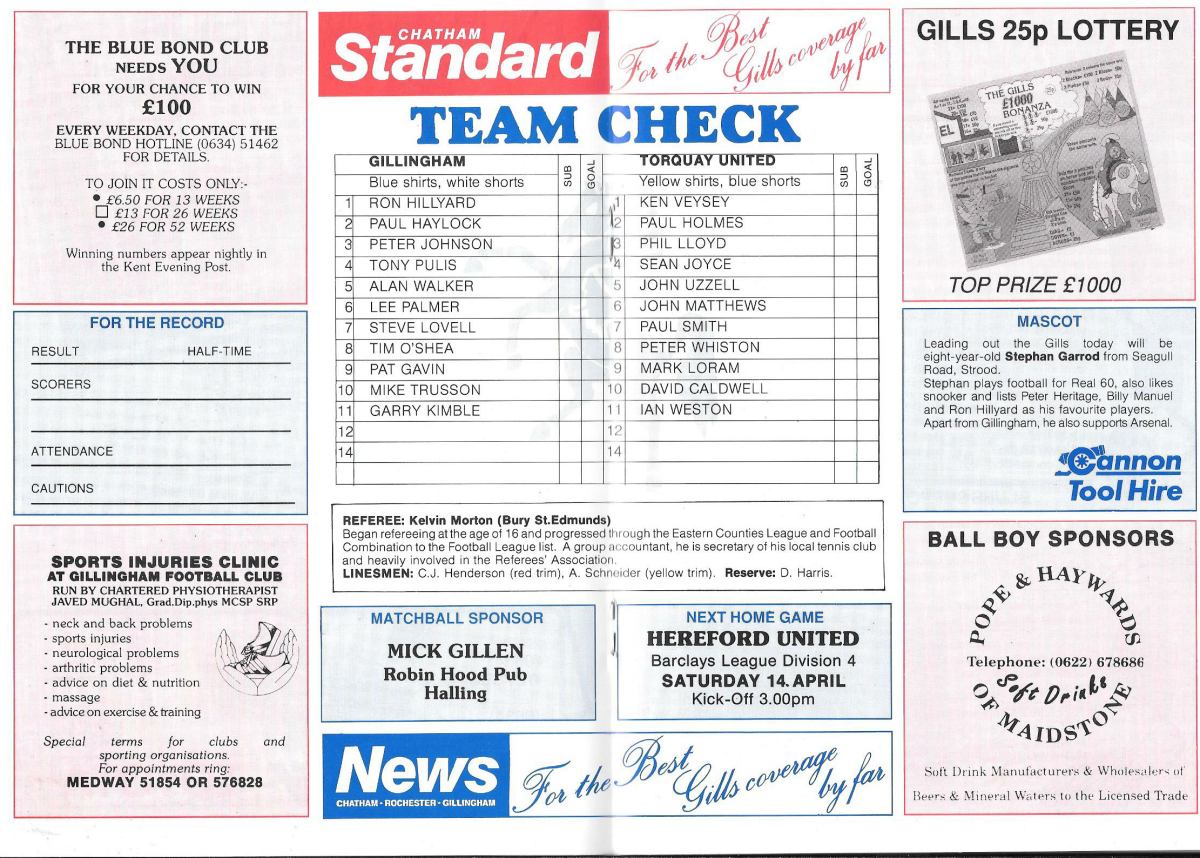 THE BLUE BOND CLUB
NEEDS YOU
FOR YOUR CHANCE TO WIN
£100
EVERY WEEKDAY, CONTACT THE
BLUE BOND HOTLINE (0634) 51462
FOR DETAILS.
TO JOIN IT COSTS ONLY:-
• £6.50 FOR 13 WEEKS
£13 FOR 26 WEEKS
• £26 FOR 52 WEEKS
Winning numbers appear nightly in
the Kent Evening Post.
FOR THE RECORD
RESULT HALF-TIME
SCORERS
ATTENDANCE
CAUTIONS
SPORTS INJURIES CLINIC
AT GILLINGHAM FOOTBALL CLUB
RUN BY CHARTERED PHYSIOTHERAPIST
JAVED MUGHAL, Grad.Dip.phys MCSP SRP
- neck and back problems
- sports injuries
- neurological problems
- arthritic problems
- advice on diet & nutrition
- massage
- advice on exercise & training
Special terms for clubs and
sporting organisations.
For appointments ring:
MEDWAY 51854 OR 576828
CHATHAM
Standard
For the Best
Gills coverage
by far
TEAM CHECK
GILLINGHAM SUB GOAL TORQUAY UNITED SUB GOAL
Blue shirts, white shorts Yellow shirts, blue shorts
1 RON HILLYARD 1 KEN VEYSEY
2 PAUL HAYLOCK 2 PAUL HOLMES
3 PETER JOHNSON 3 PHIL LLOYD
4 TONY PULIS 4 SEAN JOYCE
5 ALAN WALKER 5 JOHN UZZELL
6 LEE PALMER 6 JOHN MATTHEWS
7 STEVE LOVELL 7 PAUL SMITH
8 TIM O'SHEA 8 PETER WHISTON
9 PAT GAVIN 9 MARK LORAM
10 MIKE TRUSSON 10 DAVID CALDWELL
11 GARRY KIMBLE 11 IAN WESTON
12 12
14 14
REFEREE: Kelvin Morton (Bury St.Edmunds)
Began refereeing at the age of 16 and progressed through the Eastern Counties League and Football
Combination to the Football League list. A group accountant, he is secretary of his local tennis club
and heavily involved in the Referees' Association.
LINESMEN: C.J. Henderson (red trim), A. Schneider (yellow trim). Reserve: D. Harris.
MATCHBALL SPONSOR
MICK GILLEN
Robin Hood Pub
Halling
NEXT HOME GAME
HEREFORD UNITED
Barclays League Division 4
SATURDAY 14 APRIL
Kick-Off 3.00pm
News
CHATHAM - ROCHESTER - GILLINGHAM
For the Best
Gills coverage
by far
GILLS 25p LOTTERY
THE GILLS
£1000
BONANZA
TOP PRIZE £1000
MASCOT
Leading out the Gills today will be
eight-year-old Stephan Garrod from Seagull
Road, Strood.
Stephan plays football for Real 60, also likes
snooker and lists Peter Heritage, Billy Manuel
and Ron Hillyard as his favourite players.
Apart from Gillingham, he also supports Arsenal.
Cannon
Tool Hire
BALL BOY SPONSORS
POPE & HAYWARDS
Telephone: (0622) 678686
Soft Drinks
OF MAIDSTONE
Soft Drink Manufacturers & Wholesalers of
Beers & Mineral Waters to the Licensed Trade